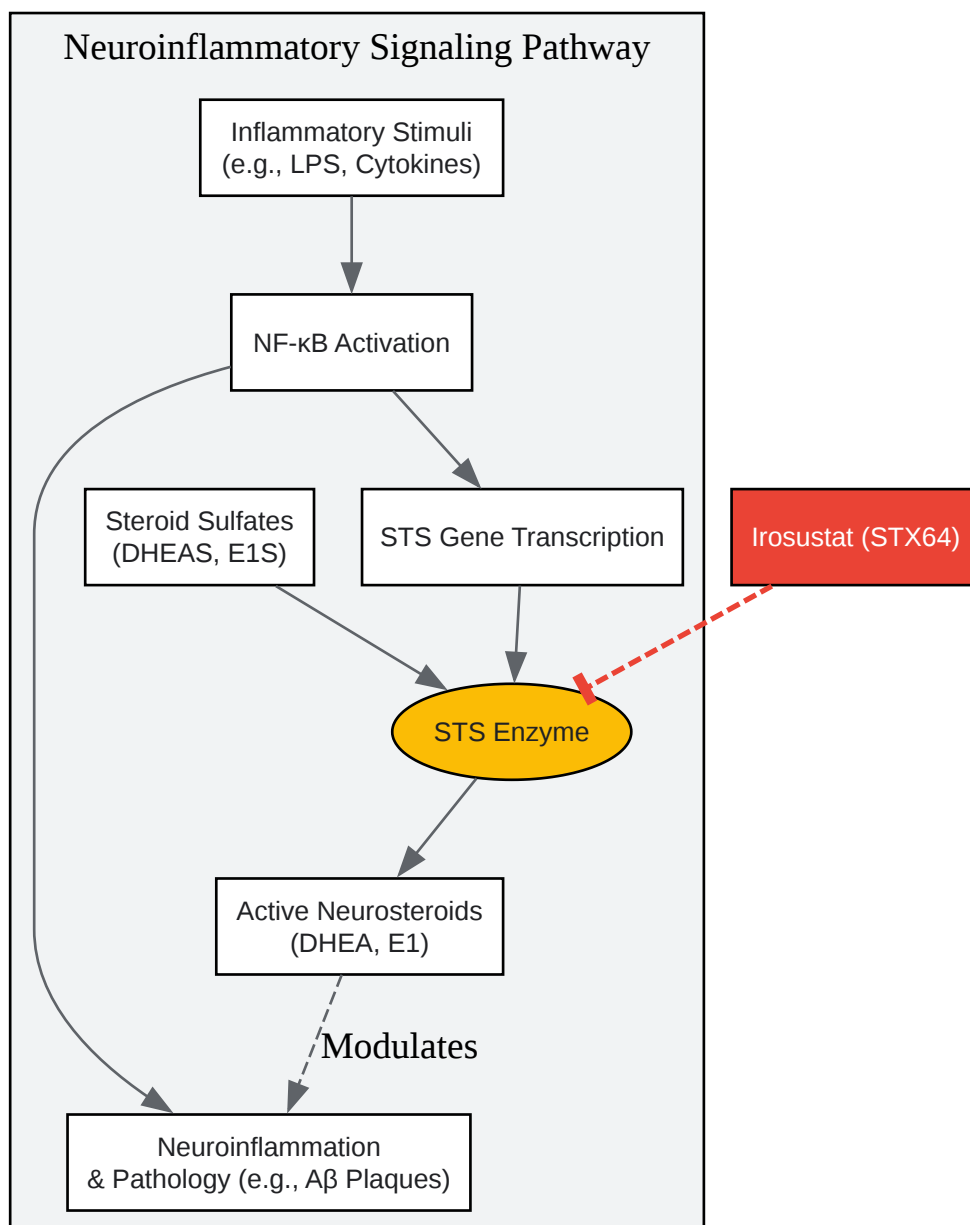 Neuroinflammatory Signaling Pathway
Inflammatory Stimuli
(e.g., LPS, Cytokines)
NF-κB Activation
Steroid Sulfates
(DHEAS, E1S)
STS Gene Transcription
Irosustat (STX64)
STS Enzyme
Active Neurosteroids
(DHEA, E1)
Modulates
Neuroinflammation
& Pathology (e.g., Aβ Plaques)